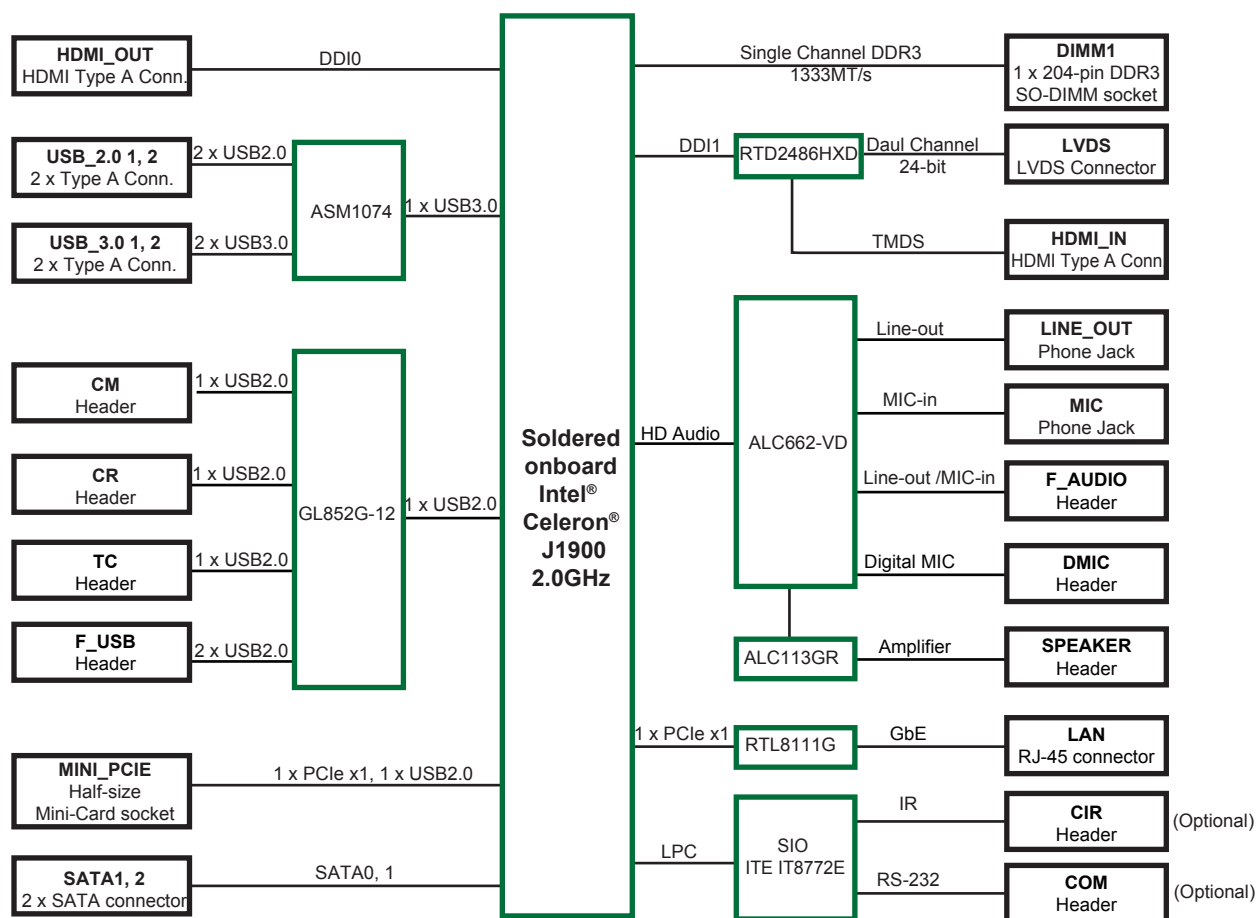 HDMI_OUT
HDMI Type A Conn.
DDI0
USB_2.0 1, 2
2 x Type A Conn.
2 x USB2.0
USB_3.0 1, 2
2 x Type A Conn.
2 x USB3.0
ASM1074
1 x USB3.0
CM
Header
1 x USB2.0
CR
Header
1 x USB2.0
TC
Header
1 x USB2.0
F_USB
Header
2 x USB2.0
GL852G-12
1 x USB2.0
MINI_PCIE
Half-size
Mini-Card socket
1 x PCIe x1, 1 x USB2.0
SATA1, 2
2 x SATA connector
SATA0, 1
Soldered
onboard
Intel®
Celeron®
J1900
2.0GHz
Single Channel DDR3
1333MT/s
DIMM1
1 x 204-pin DDR3
SO-DIMM socket
DDI1
RTD2486HXD
Daul Channel
24-bit
LVDS
LVDS Connector
TMDS
HDMI_IN
HDMI Type A Conn
HD Audio
ALC662-VD
Line-out
LINE_OUT
Phone Jack
MIC-in
MIC
Phone Jack
Line-out /MIC-in
F_AUDIO
Header
Digital MIC
DMIC
Header
ALC113GR
Amplifier
SPEAKER
Header
1 x PCIe x1
RTL8111G
GbE
LAN
RJ-45 connector
LPC
SIO
ITE IT8772E
IR
CIR
Header
(Optional)
RS-232
COM
Header
(Optional)